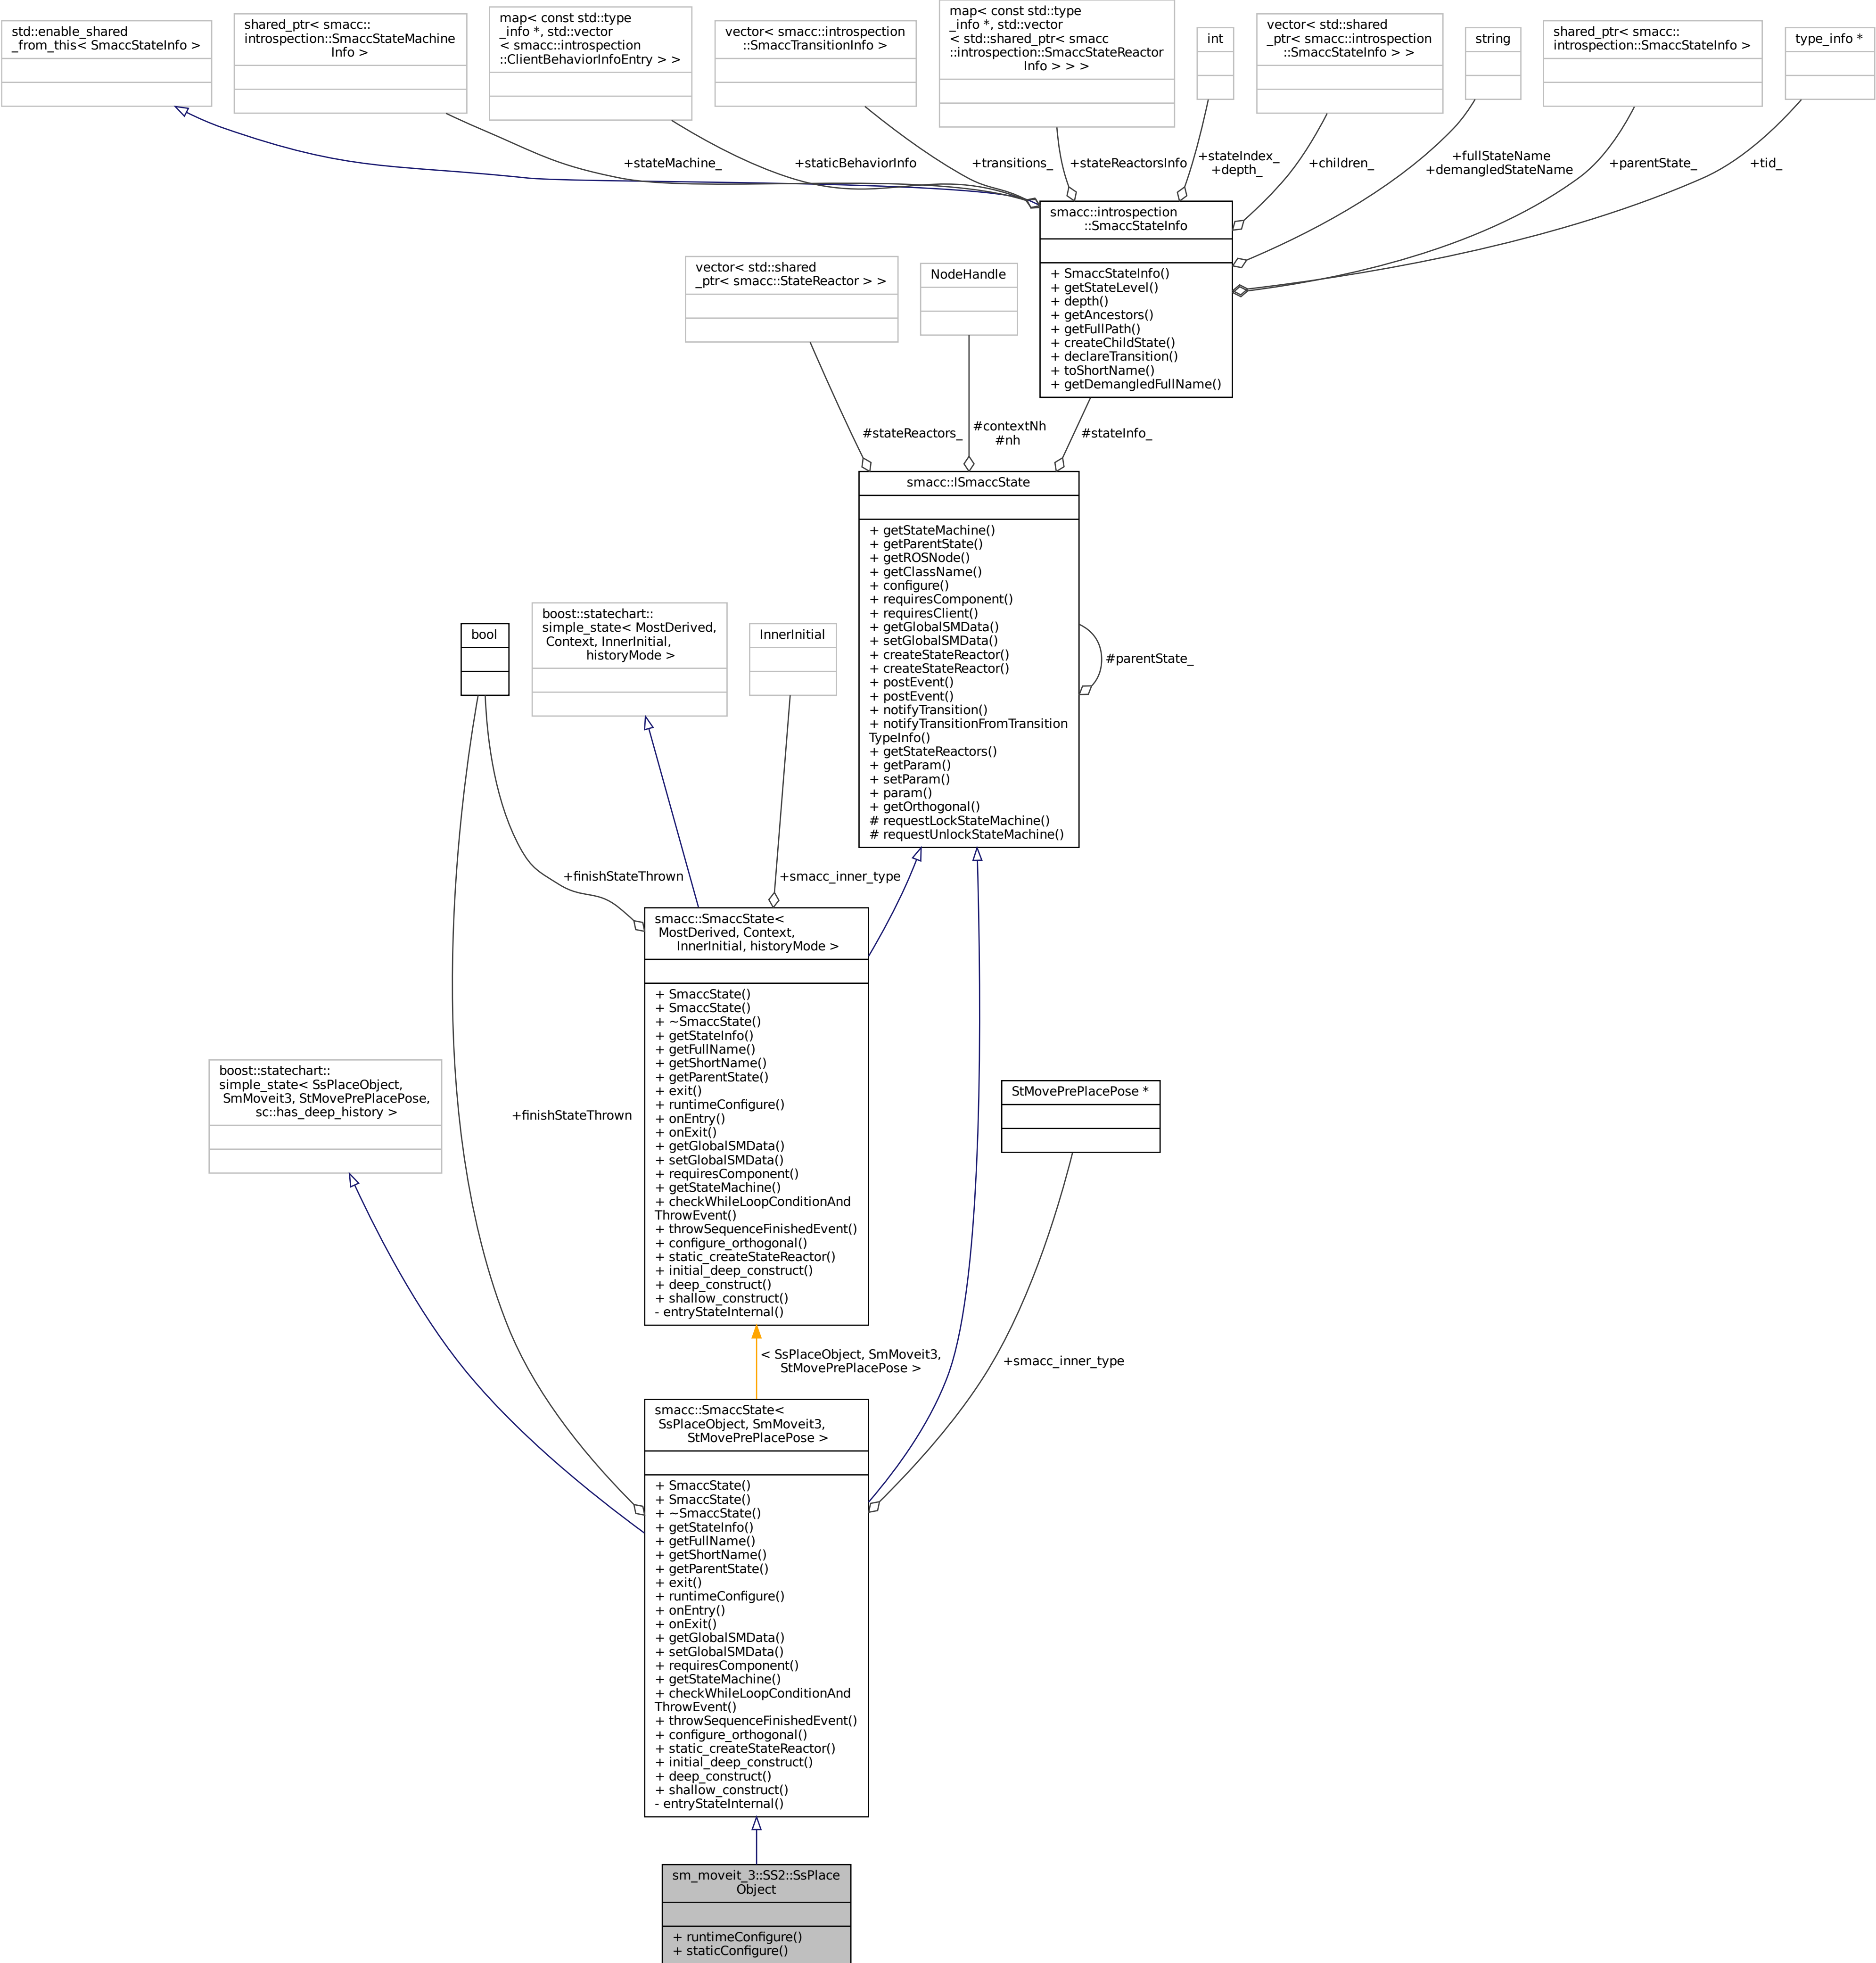 std::enable_shared
_from_this< SmaccStateInfo >
shared_ptr< smacc::
introspection::SmaccStateMachine
Info >
map< const std::type
_info *, std::vector
< smacc::introspection
::ClientBehaviorInfoEntry > >
vector< smacc::introspection
::SmaccTransitionInfo >
map< const std::type
_info *, std::vector
< std::shared_ptr< smacc
::introspection::SmaccStateReactor
Info > > >
int
vector< std::shared
_ptr< smacc::introspection
::SmaccStateInfo > >
string
shared_ptr< smacc::
introspection::SmaccStateInfo >
type_info *
+stateMachine_
+staticBehaviorInfo
+transitions_
+stateReactorsInfo
+stateIndex_
+depth_
+children_
+fullStateName
+demangledStateName
+parentState_
+tid_
smacc::introspection
::SmaccStateInfo
+ SmaccStateInfo()
+ getStateLevel()
+ depth()
+ getAncestors()
+ getFullPath()
+ createChildState()
+ declareTransition()
+ toShortName()
+ getDemangledFullName()
vector< std::shared
_ptr< smacc::StateReactor > >
NodeHandle
#stateReactors_
#contextNh
#nh
#stateInfo_
smacc::ISmaccState
+ getStateMachine()
+ getParentState()
+ getROSNode()
+ getClassName()
+ configure()
+ requiresComponent()
+ requiresClient()
+ getGlobalSMData()
+ setGlobalSMData()
+ createStateReactor()
+ createStateReactor()
+ postEvent()
+ postEvent()
+ notifyTransition()
+ notifyTransitionFromTransition
TypeInfo()
+ getStateReactors()
+ getParam()
+ setParam()
+ param()
+ getOrthogonal()
# requestLockStateMachine()
# requestUnlockStateMachine()
#parentState_
bool
boost::statechart::
simple_state< MostDerived,
Context, InnerInitial,
historyMode >
InnerInitial
+finishStateThrown
+smacc_inner_type
smacc::SmaccState<
MostDerived, Context,
InnerInitial, historyMode >
+ SmaccState()
+ SmaccState()
+ ~SmaccState()
+ getStateInfo()
+ getFullName()
+ getShortName()
+ getParentState()
+ exit()
+ runtimeConfigure()
+ onEntry()
+ onExit()
+ getGlobalSMData()
+ setGlobalSMData()
+ requiresComponent()
+ getStateMachine()
+ checkWhileLoopConditionAnd
ThrowEvent()
+ throwSequenceFinishedEvent()
+ configure_orthogonal()
+ static_createStateReactor()
+ initial_deep_construct()
+ deep_construct()
+ shallow_construct()
- entryStateInternal()
boost::statechart::
simple_state< SsPlaceObject,
SmMoveit3, StMovePrePlacePose,
sc::has_deep_history >
+finishStateThrown
StMovePrePlacePose *
< SsPlaceObject, SmMoveit3,
StMovePrePlacePose >
+smacc_inner_type
smacc::SmaccState<
SsPlaceObject, SmMoveit3,
StMovePrePlacePose >
+ SmaccState()
+ SmaccState()
+ ~SmaccState()
+ getStateInfo()
+ getFullName()
+ getShortName()
+ getParentState()
+ exit()
+ runtimeConfigure()
+ onEntry()
+ onExit()
+ getGlobalSMData()
+ setGlobalSMData()
+ requiresComponent()
+ getStateMachine()
+ checkWhileLoopConditionAnd
ThrowEvent()
+ throwSequenceFinishedEvent()
+ configure_orthogonal()
+ static_createStateReactor()
+ initial_deep_construct()
+ deep_construct()
+ shallow_construct()
- entryStateInternal()
sm_moveit_3::SS2::SsPlace
Object
+ runtimeConfigure()
+ staticConfigure()